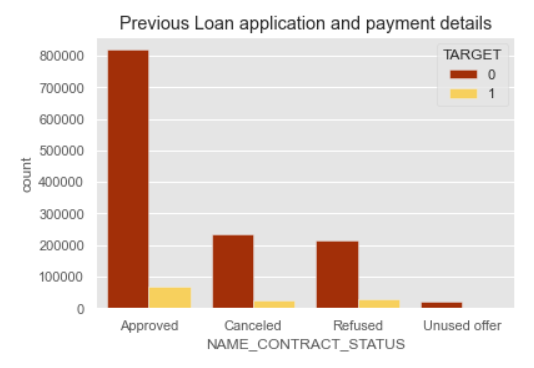 Previous Loan application and payment details
TARGET
0
1
800000
700000
600000
500000
400000
300000
200000
100000
0
count
Approved Canceled Refused Unused offer
NAME_CONTRACT_STATUS